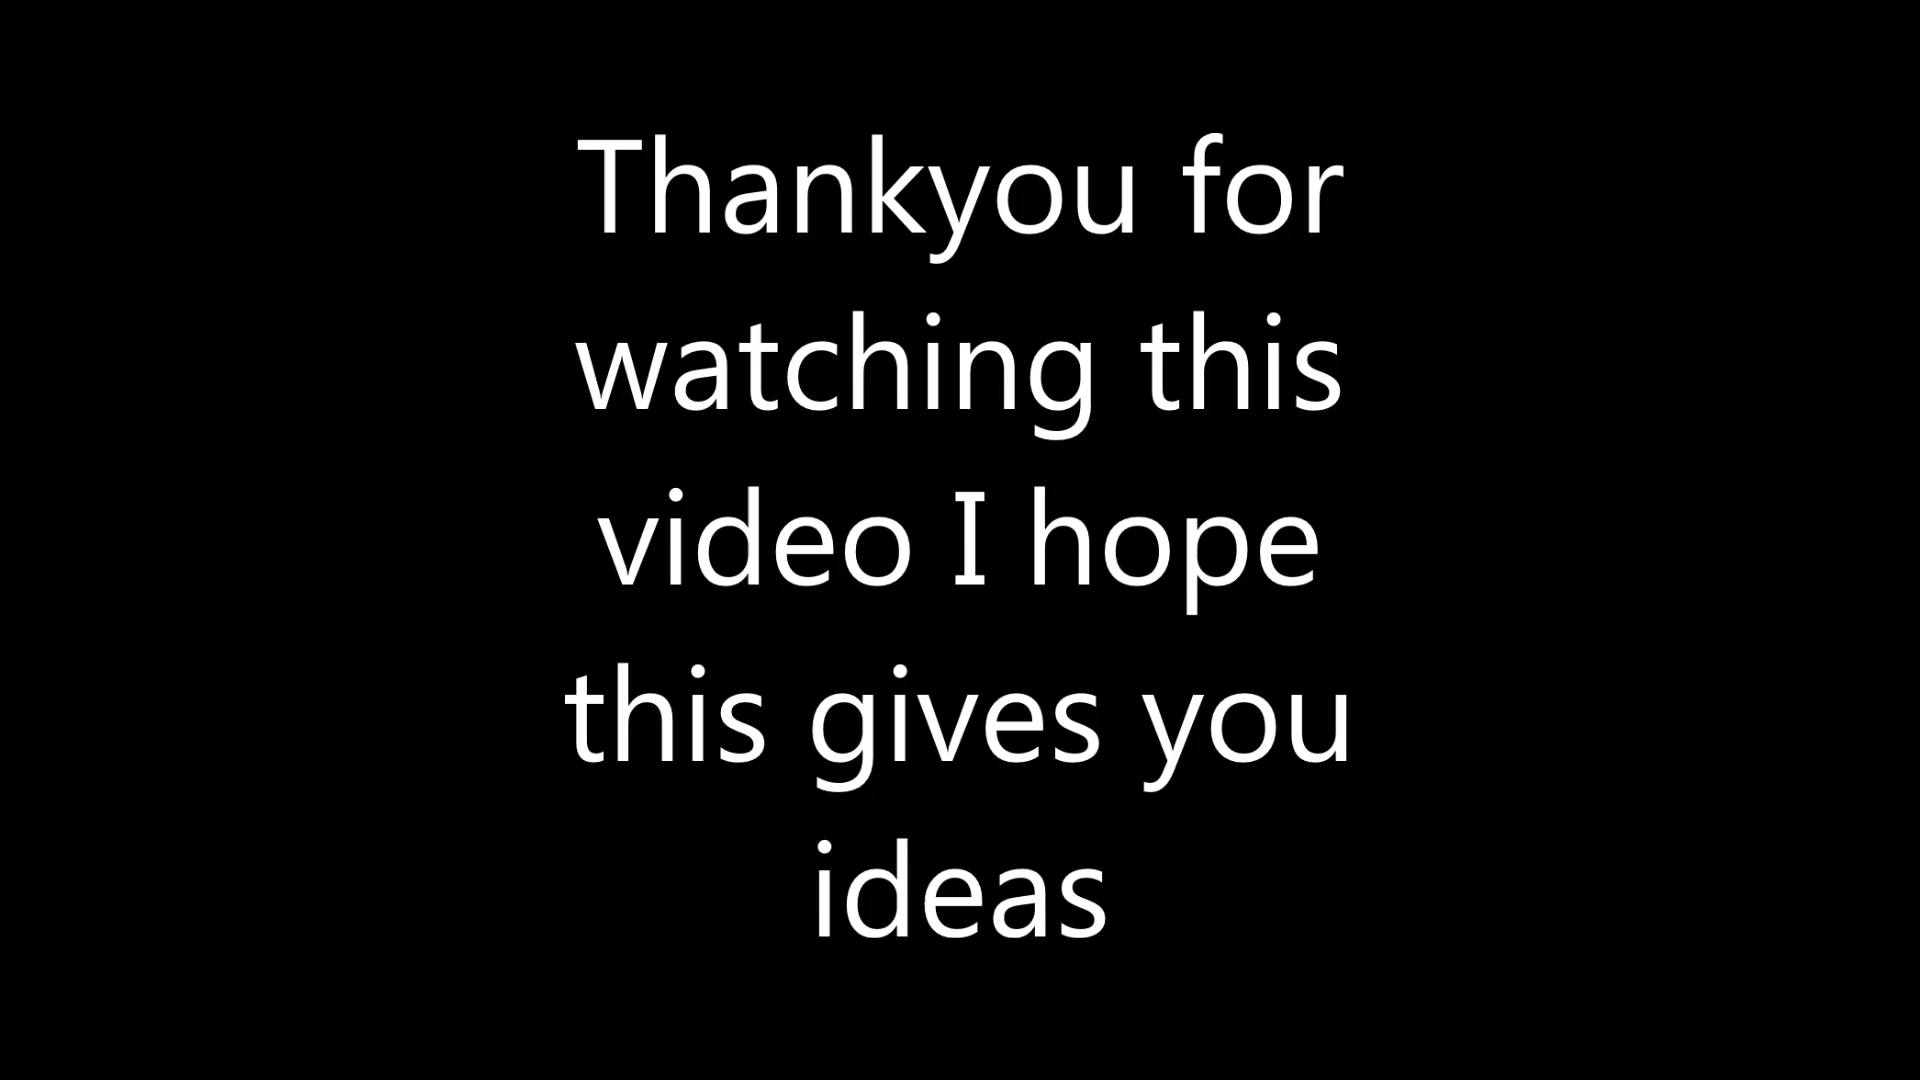 Thankyou for
watching this
video I hope
this gives you
ideas